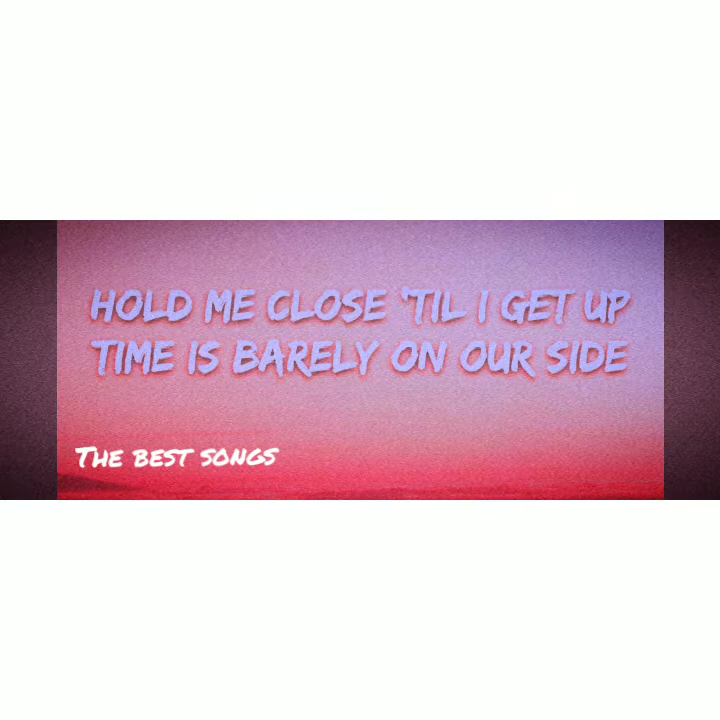 HOLD ME CLOSE 'TIL I GET UP
TIME IS BARELY ON OUR SIDE
THE BEST SONGS